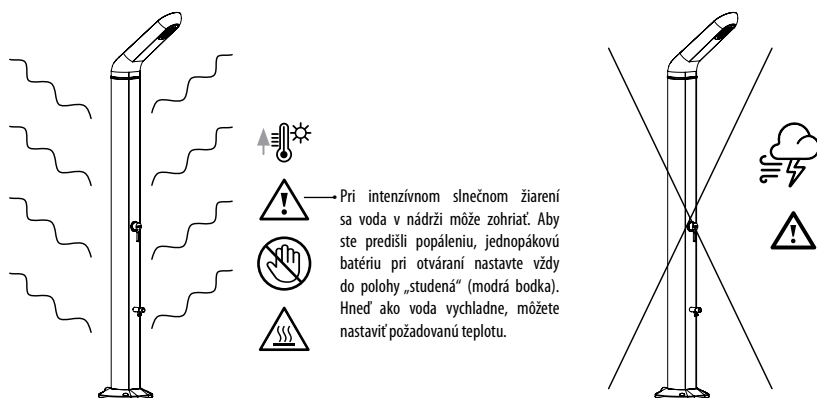 Pri intenzívnom slnečnom žiarení
sa voda v nádrži môže zohriať. Aby
ste predišli popáleniu, jednopákovú
batériu pri otváraní nastavte vždy
do polohy „studená“ (modrá bodka).
Hneď ako voda vychladne, môžete
nastaviť požadovanú teplotu.